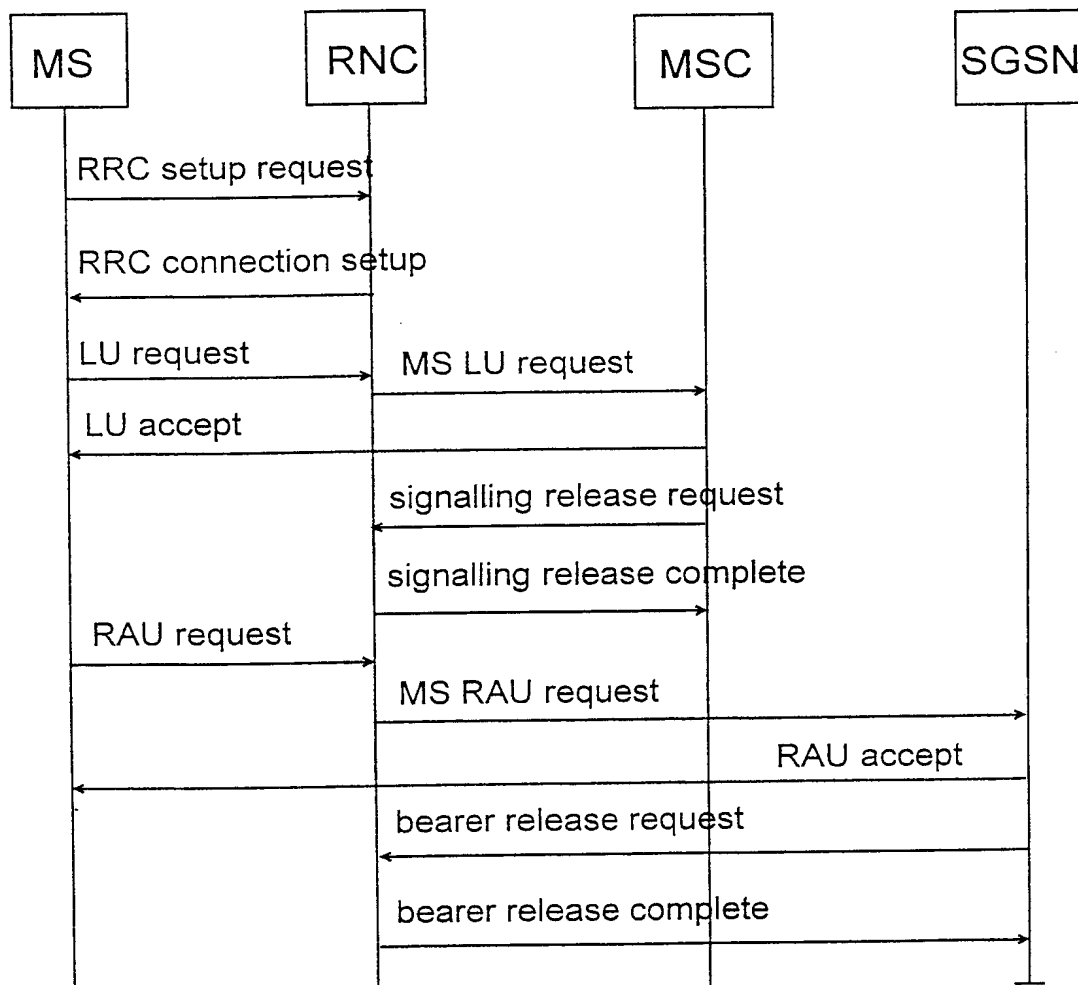 MS
RNC
MSC
SGSN
RRC setup request
RRC connection setup
LU request
MS LU request
LU accept
signalling release request
signalling release complete
RAU request
MS RAU request
RAU accept
bearer release request
bearer release complete